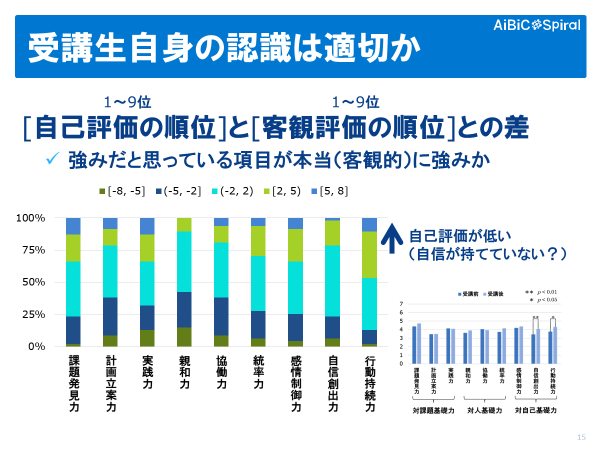 AiBiC Spiral
受講生自身の認識は適切か
1～9位 1～9位
[自己評価の順位]と[客観評価の順位]との差
✓ 強みだと思っている項目が本当(客観的)に強みか
[-8, -5] (-5, -2] (-2, 2) [2, 5) [5, 8]
100%
75%
50%
25%
0%
課題発見力 計画立案力 実践力 親和力 協働力 統率力 感情制御力 自信創出力 行動持続力
自己評価が低い
(自信が持てていない？)
受講前 受講後
** p < 0.01
* p < 0.05
7
6
5
4
3
2
1
0
** *
課題発見力 計画立案力 実践力 親和力 協働力 統率力 感情制御力 自信創出力 行動持続力
対課題基礎力 対人基礎力 対自己基礎力
15